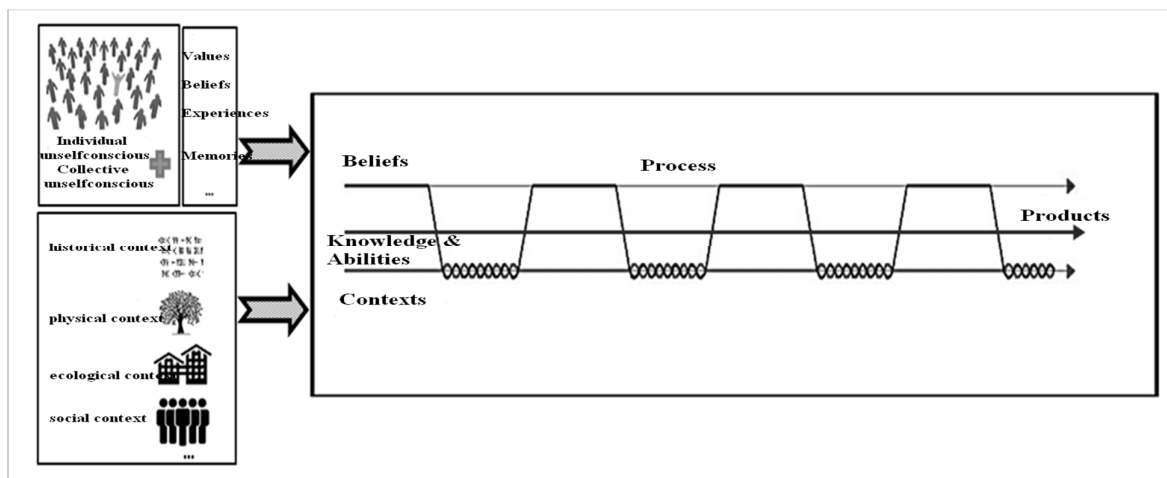 Values
Beliefs
Experiences
Memories
...
Individual
unselfconscious
Collective
unselfconscious
historical context
physical context
ecological context
social context
...
Beliefs
Process
Products
Knowledge &
Abilities
Contexts